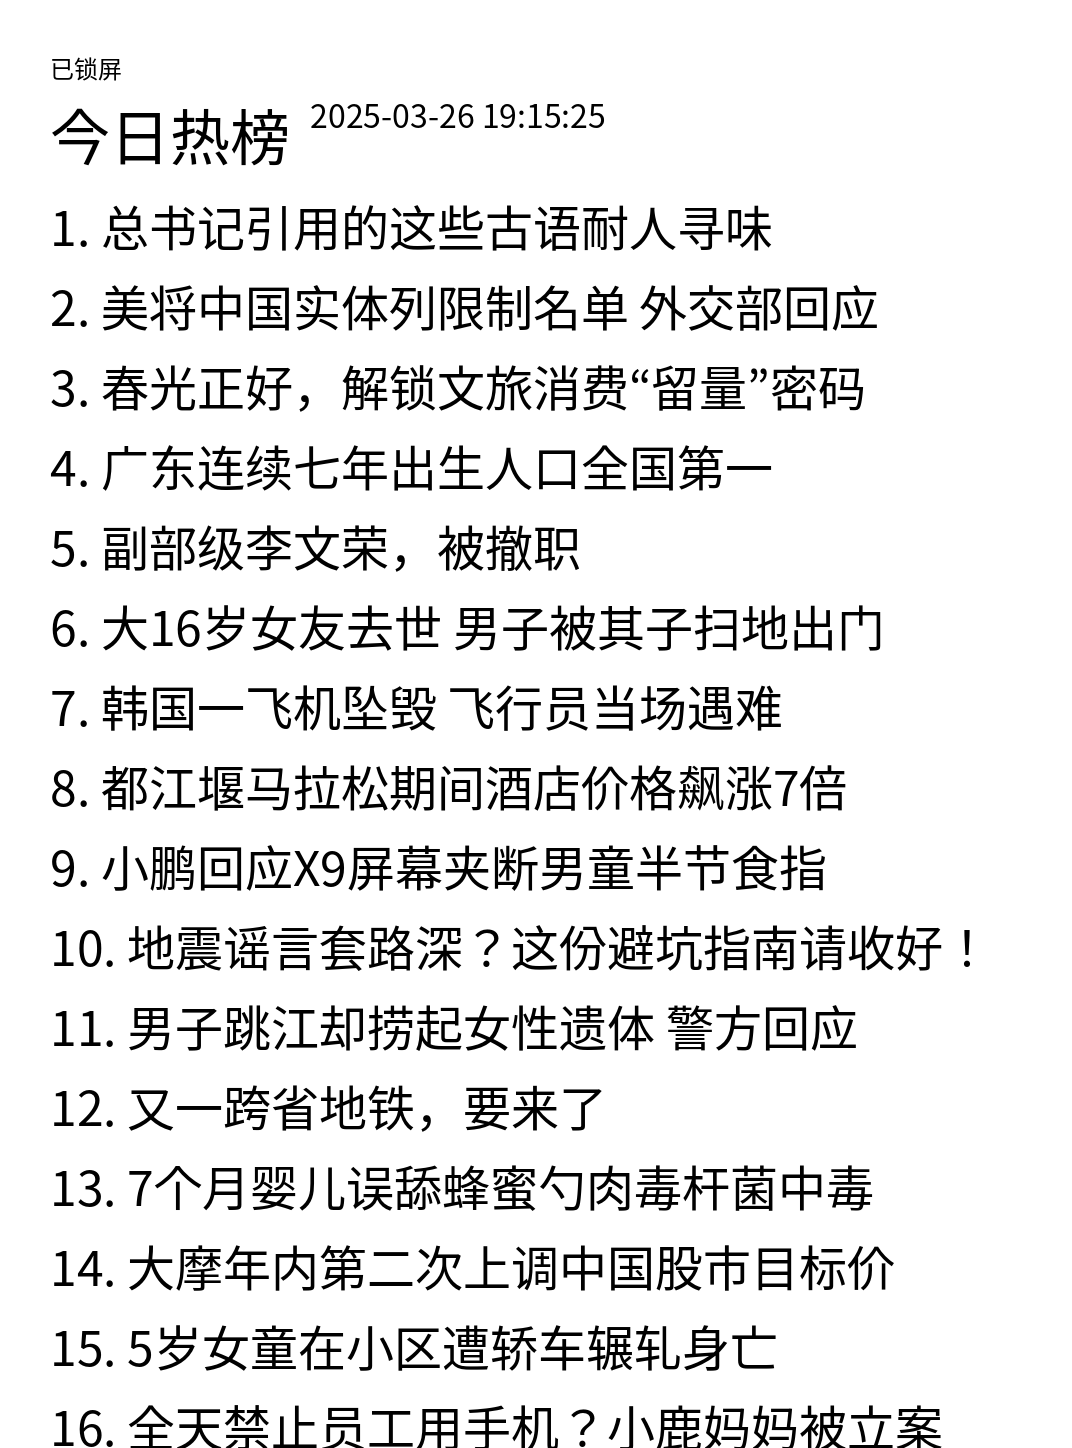 已锁屏
今日热榜 2025-03-26 19:15:25
1. 总书记引用的这些古语耐人寻味
2. 美将中国实体列限制名单 外交部回应
3. 春光正好，解锁文旅消费“留量”密码
4. 广东连续七年出生人口全国第一
5. 副部级李文荣，被撤职
6. 大16岁女友去世 男子被其子扫地出门
7. 韩国一飞机坠毁 飞行员当场遇难
8. 都江堰马拉松期间酒店价格飙涨7倍
9. 小鹏回应X9屏幕夹断男童半节食指
10. 地震谣言套路深？这份避坑指南请收好！
11. 男子跳江却捞起女性遗体 警方回应
12. 又一跨省地铁，要来了
13. 7个月婴儿误舔蜂蜜勺肉毒杆菌中毒
14. 大摩年内第二次上调中国股市目标价
15. 5岁女童在小区遭轿车辗轧身亡
16. 全天禁止员工用手机？小鹿妈妈被立案